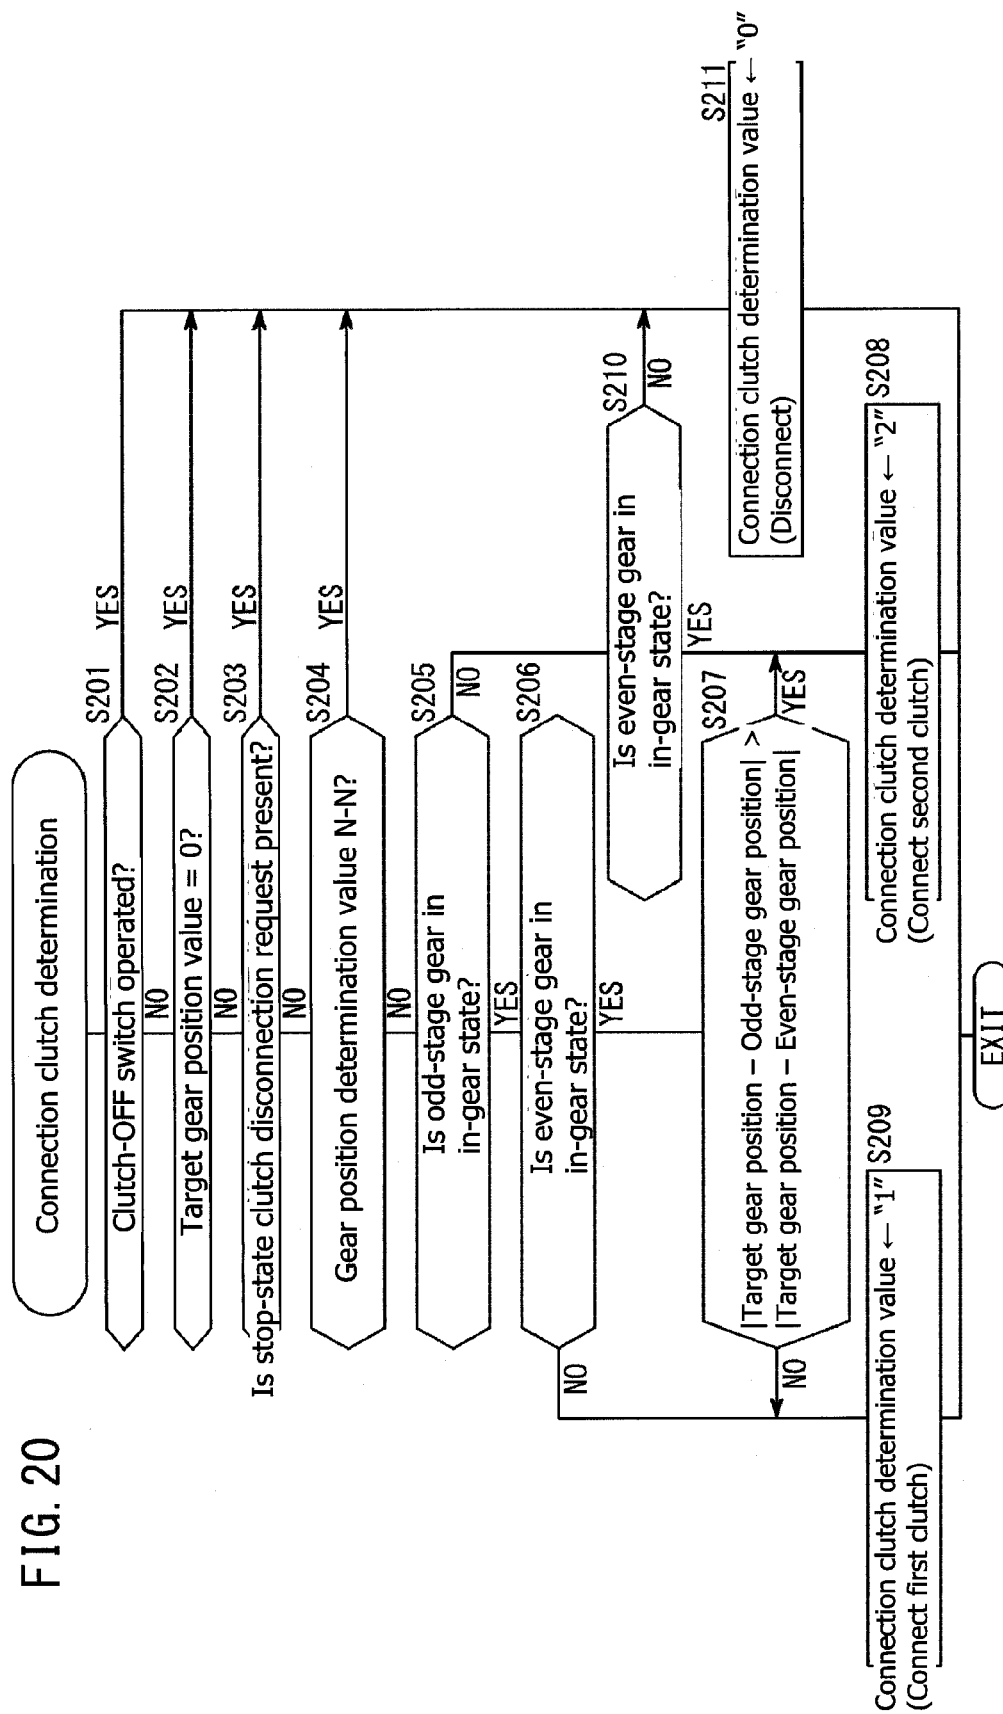 FIG. 20
Connection clutch determination
S201
Clutch-OFF switch operated?
YES
NO
S202
Target gear position value = 0?
YES
NO
S203
Is stop-state clutch disconnection request present?
YES
NO
S204
Gear position determination value N-N?
YES
NO
S205
Is odd-stage gear in
in-gear state?
NO
YES
S206
Is even-stage gear in
in-gear state?
NO
YES
S210
Is even-stage gear in
in-gear state?
NO
YES
S207
|Target gear position – Odd-stage gear position| >
|Target gear position – Even-stage gear position|
YES
NO
S211
Connection clutch determination value ← “0”
(Disconnect)
S209
Connection clutch determination value ← “1”
(Connect first clutch)
S208
Connection clutch determination value ← “2”
(Connect second clutch)
EXIT